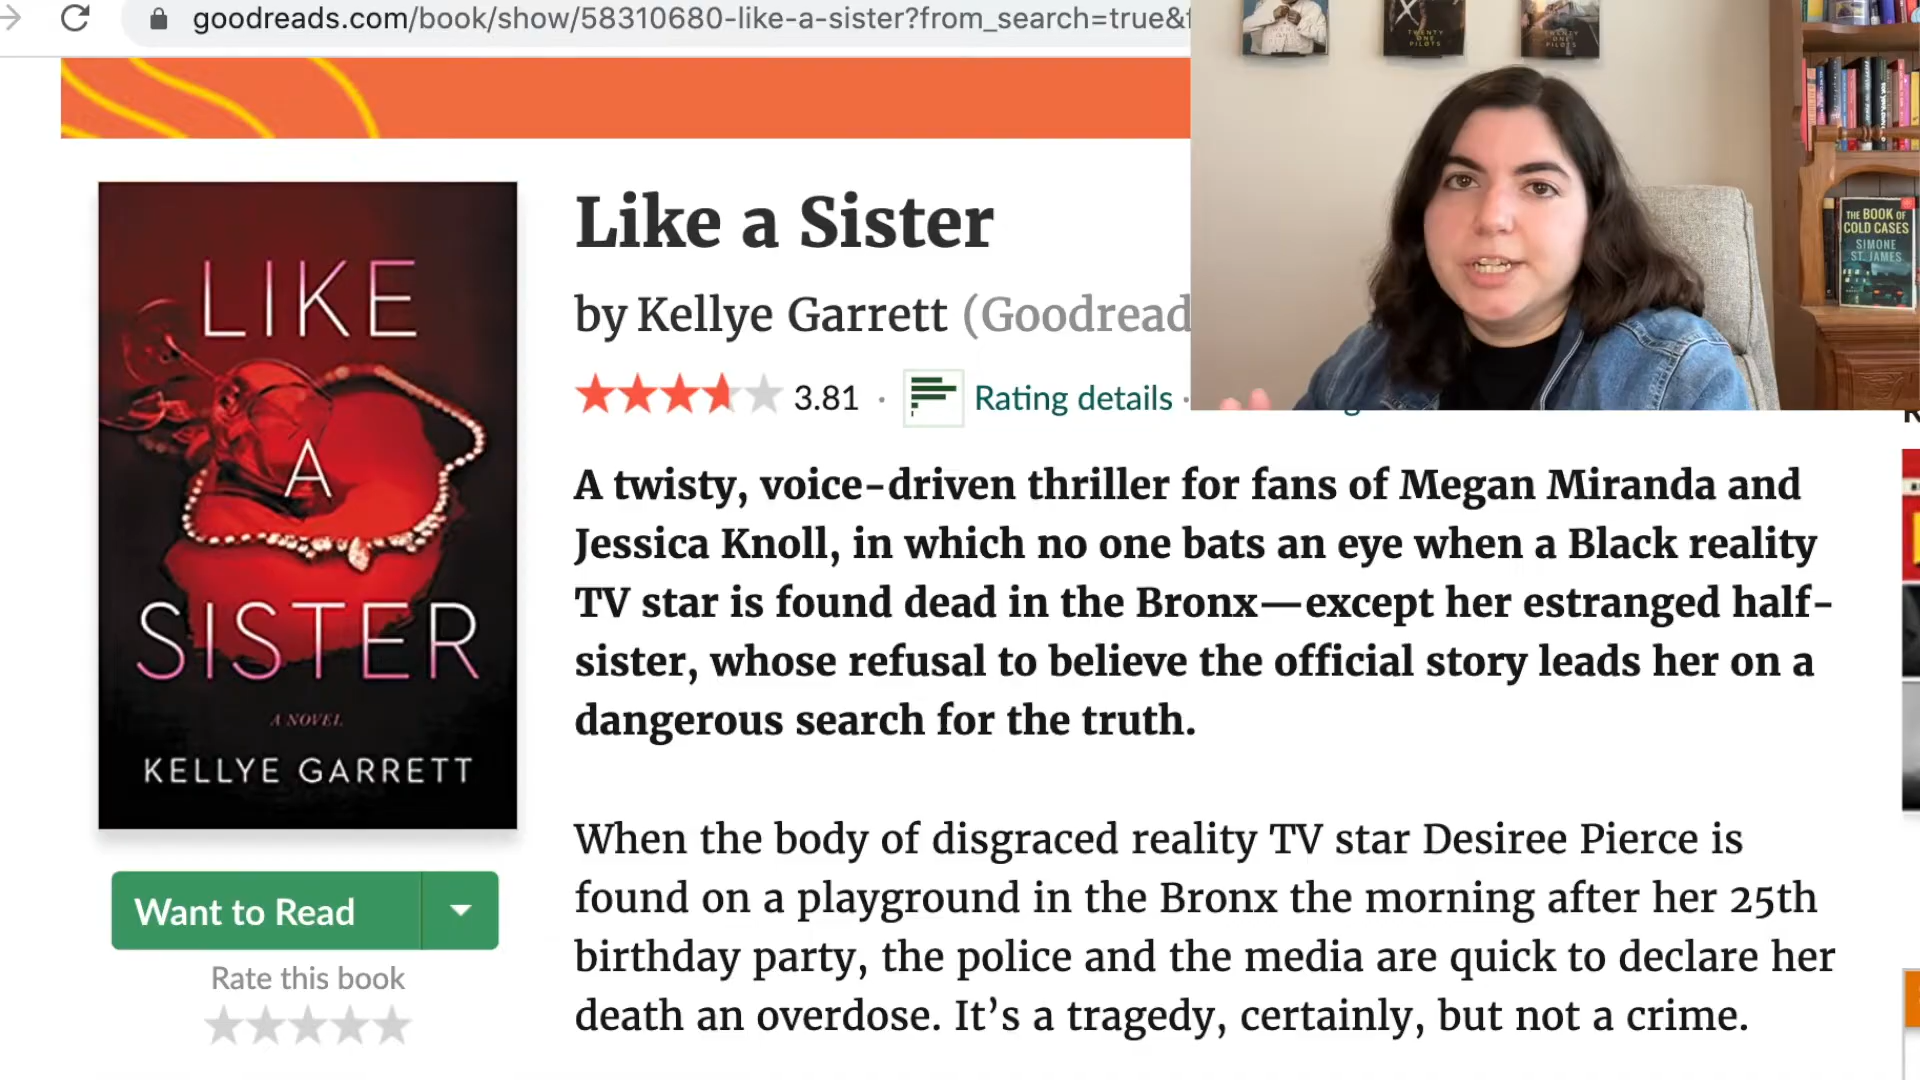 goodreads.com/book/show/58310680-like-a-sister?from_search=true&
TWENTY
ONE
PILOTS
TWENTY
ONE
PILOTS
THE BOOK OF
COLD CASES
SIMONE
ST. JAMES
LIKE
A
SISTER
A NOVEL
KELLYE GARRETT
Like a Sister
by Kellye Garrett (Goodread
3.81 · Rating details ·
A twisty, voice-driven thriller for fans of Megan Miranda and
Jessica Knoll, in which no one bats an eye when a Black reality
TV star is found dead in the Bronx—except her estranged half-
sister, whose refusal to believe the official story leads her on a
dangerous search for the truth.
When the body of disgraced reality TV star Desiree Pierce is
found on a playground in the Bronx the morning after her 25th
birthday party, the police and the media are quick to declare her
death an overdose. It’s a tragedy, certainly, but not a crime.
Want to Read
Rate this book